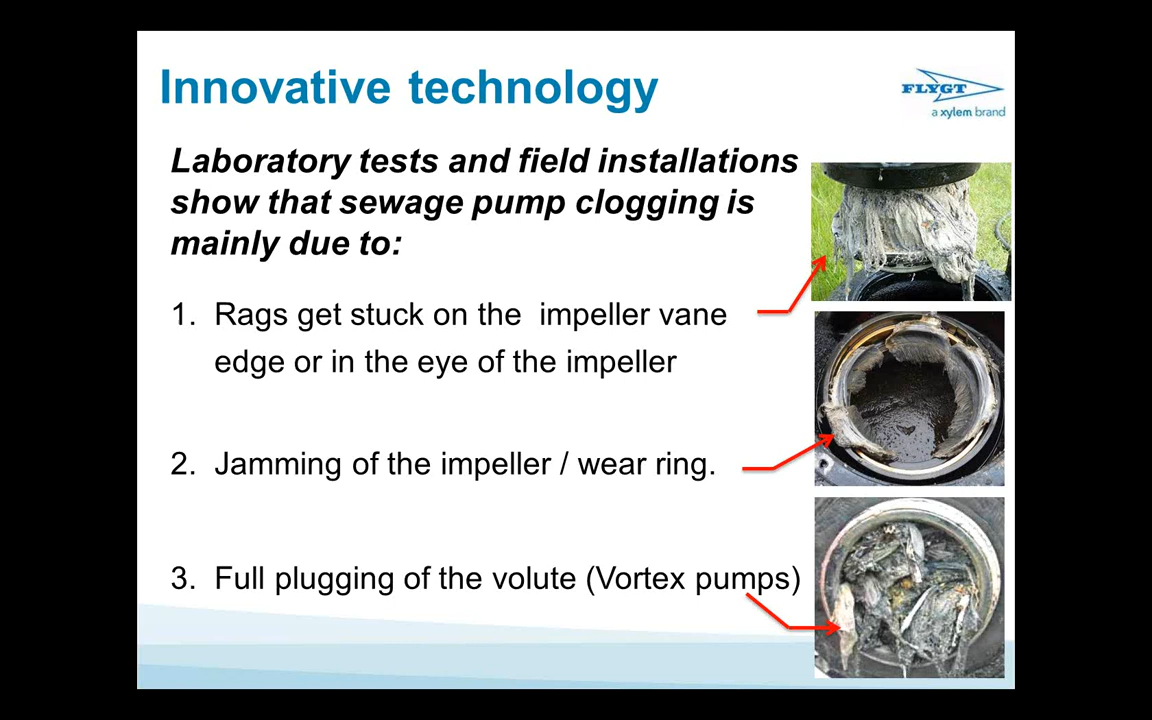 Innovative technology
FLYGT
a xylem brand
Laboratory tests and field installations
show that sewage pump clogging is
mainly due to:
1. Rags get stuck on the  impeller vane
edge or in the eye of the impeller
2. Jamming of the impeller / wear ring.
3. Full plugging of the volute (Vortex pumps)